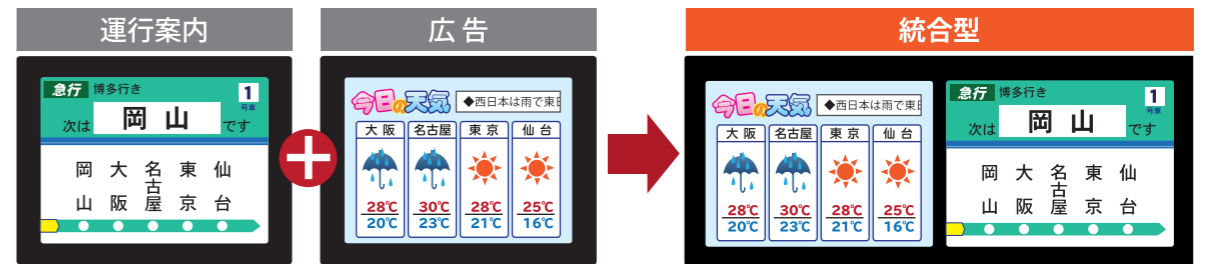 運行案内
急行 博多行き 1
号車
次は 岡山 です
岡山 大阪 名古屋 東京 仙台
広告
今日の天気 ◆西日本は雨で東日
大阪 名古屋 東京 仙台
28℃ 30℃ 28℃ 25℃
20℃ 23℃ 21℃ 16℃
統合型
今日の天気 ◆西日本は雨で東日
大阪 名古屋 東京 仙台
28℃ 30℃ 28℃ 25℃
20℃ 23℃ 21℃ 16℃
急行 博多行き 1
号車
次は 岡山 です
岡山 大阪 名古屋 東京 仙台